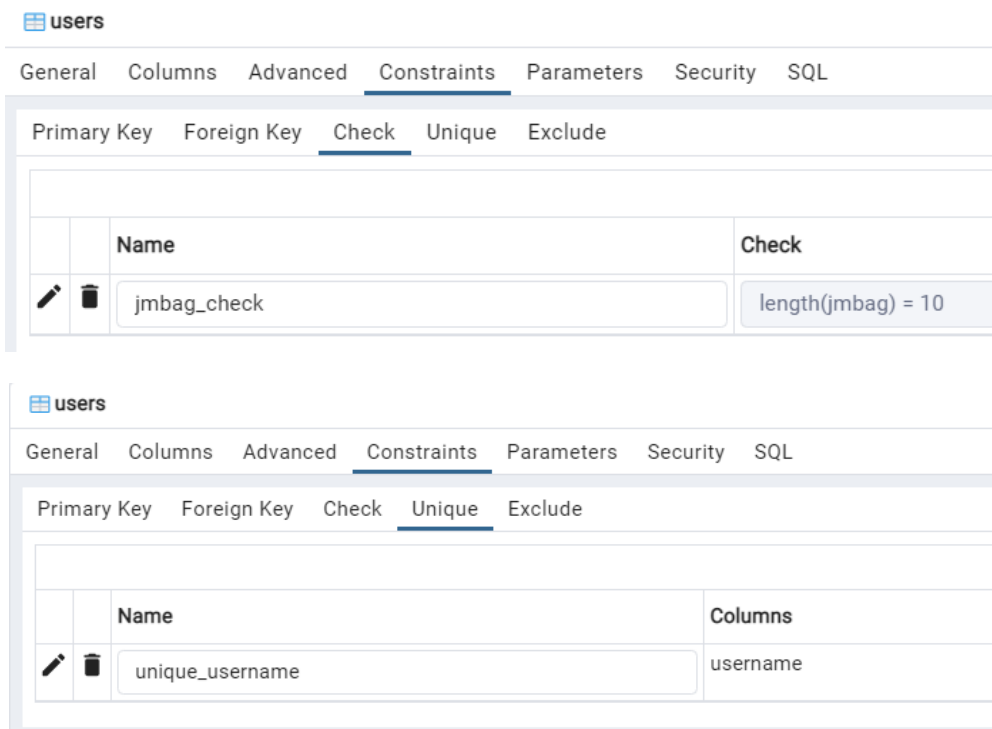 users
General Columns Advanced Constraints Parameters Security SQL
Primary Key Foreign Key Check Unique Exclude
Name Check
jmbag_check length(jmbag) = 10
users
General Columns Advanced Constraints Parameters Security SQL
Primary Key Foreign Key Check Unique Exclude
Name Columns
unique_username username